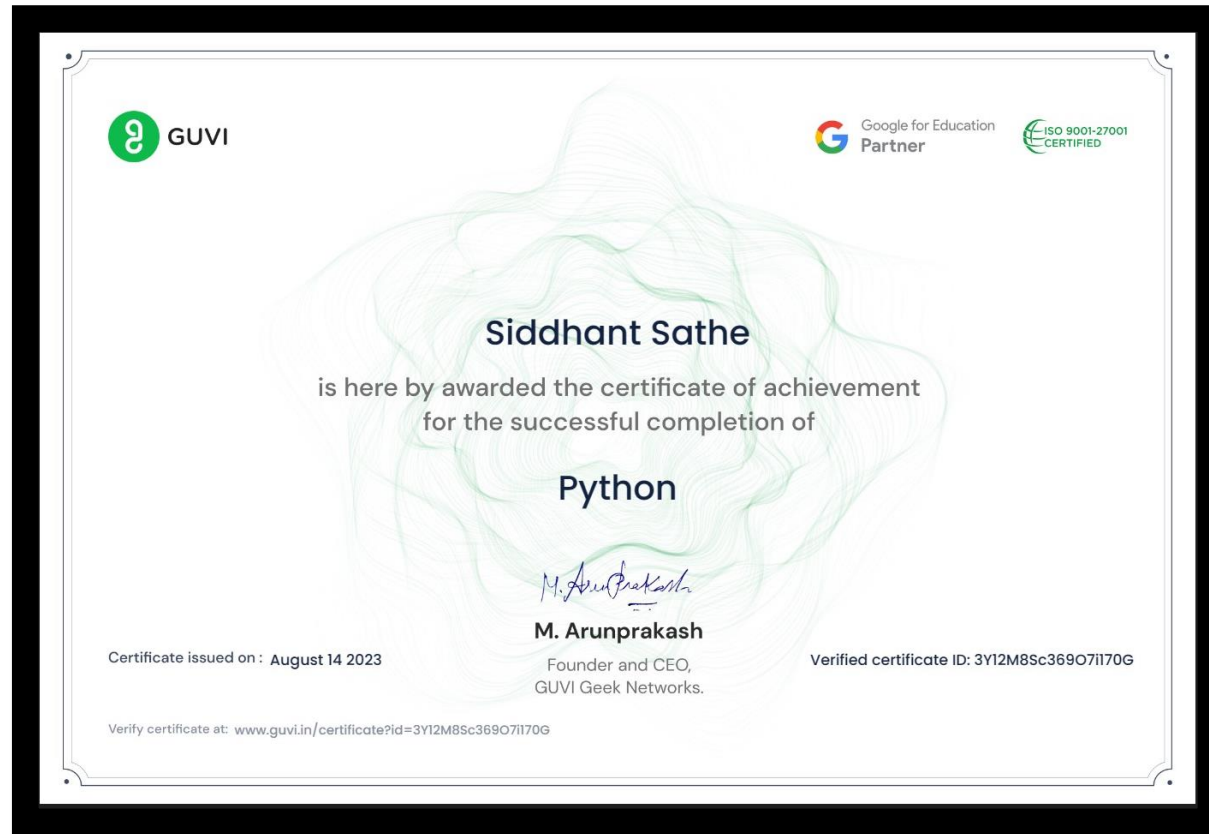 GUVI
Google for Education
Partner
ISO 9001-27001
CERTIFIED
Siddhant Sathe
is here by awarded the certificate of achievement
for the successful completion of
Python
M. Arunprakash
M. Arunprakash
Founder and CEO,
GUVI Geek Networks.
Certificate issued on : August 14 2023
Verified certificate ID: 3Y12M8Sc369O7i170G
Verify certificate at: www.guvi.in/certificate?id=3Y12M8Sc369O7i170G